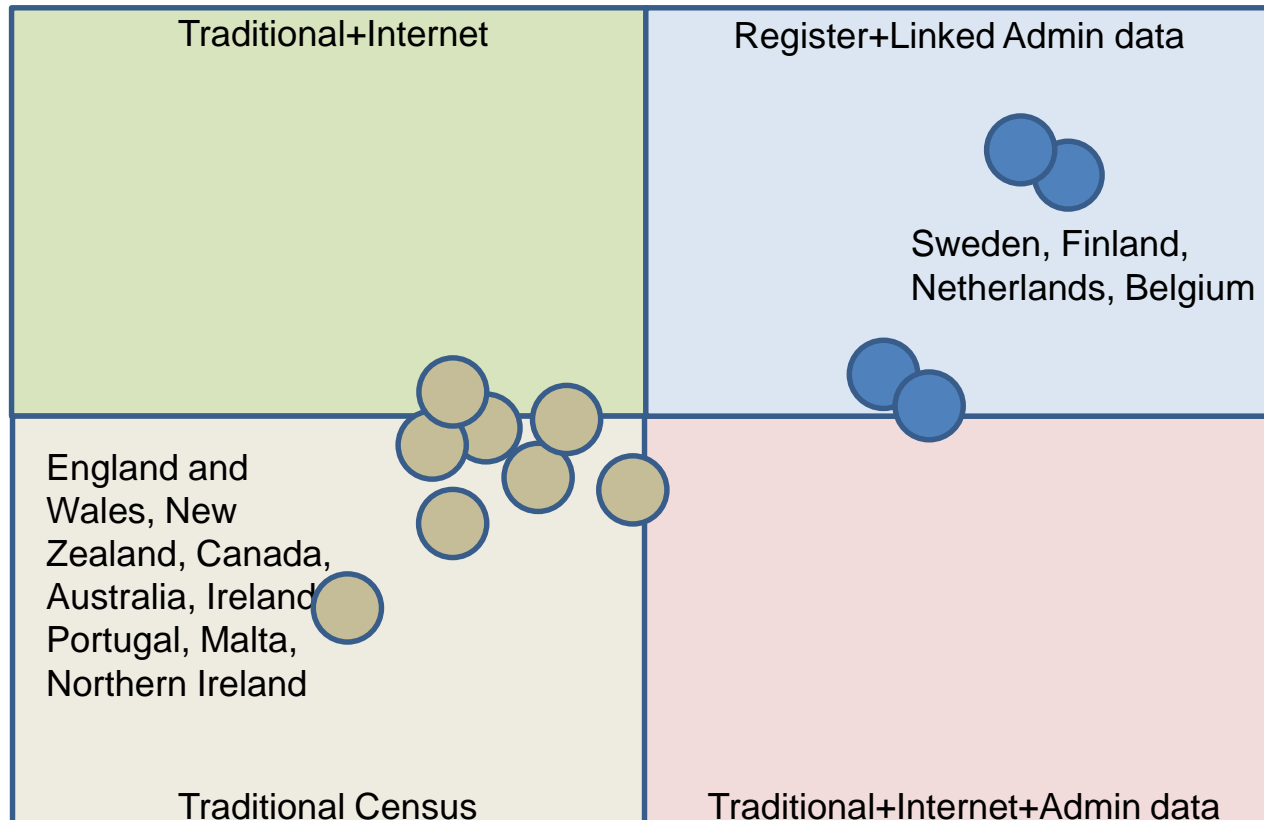 Traditional+Internet
Register+Linked Admin data
Sweden, Finland,
Netherlands, Belgium
England and
Wales, New
Zealand, Canada,
Australia, Ireland
Portugal, Malta,
Northern Ireland
Traditional Census
Traditional+Internet+Admin data